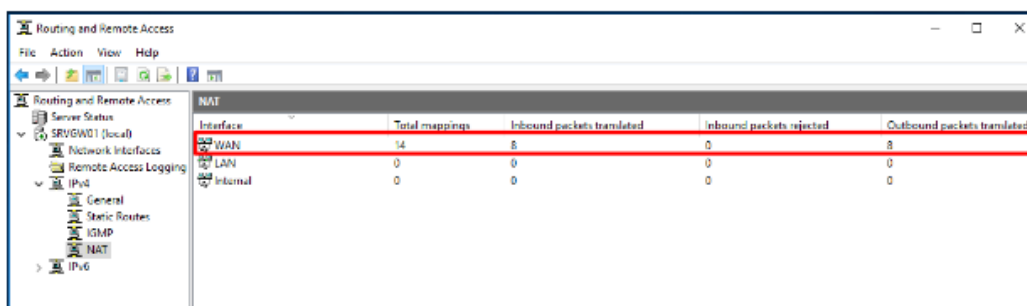 Routing and Remote Access
File Action View Help
Routing and Remote Access
Server Status
SRVGW01 (local)
Network Interfaces
Remote Access Logging
IPv4
General
Static Routes
IGMP
NAT
IPv6
NAT
Interface Total mappings Inbound packets translated Inbound packets rejected Outbound packets translated
WAN 14 8 0 8
LAN 0 0 0 0
Internal 0 0 0 0